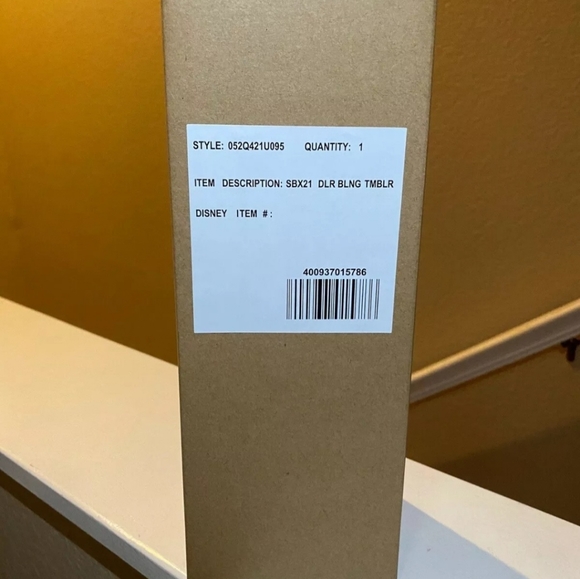 STYLE: 052Q421U095 QUANTITY: 1
ITEM DESCRIPTION: SBX21 DLR BLNG TMBLR
DISNEY ITEM #:
400937015786